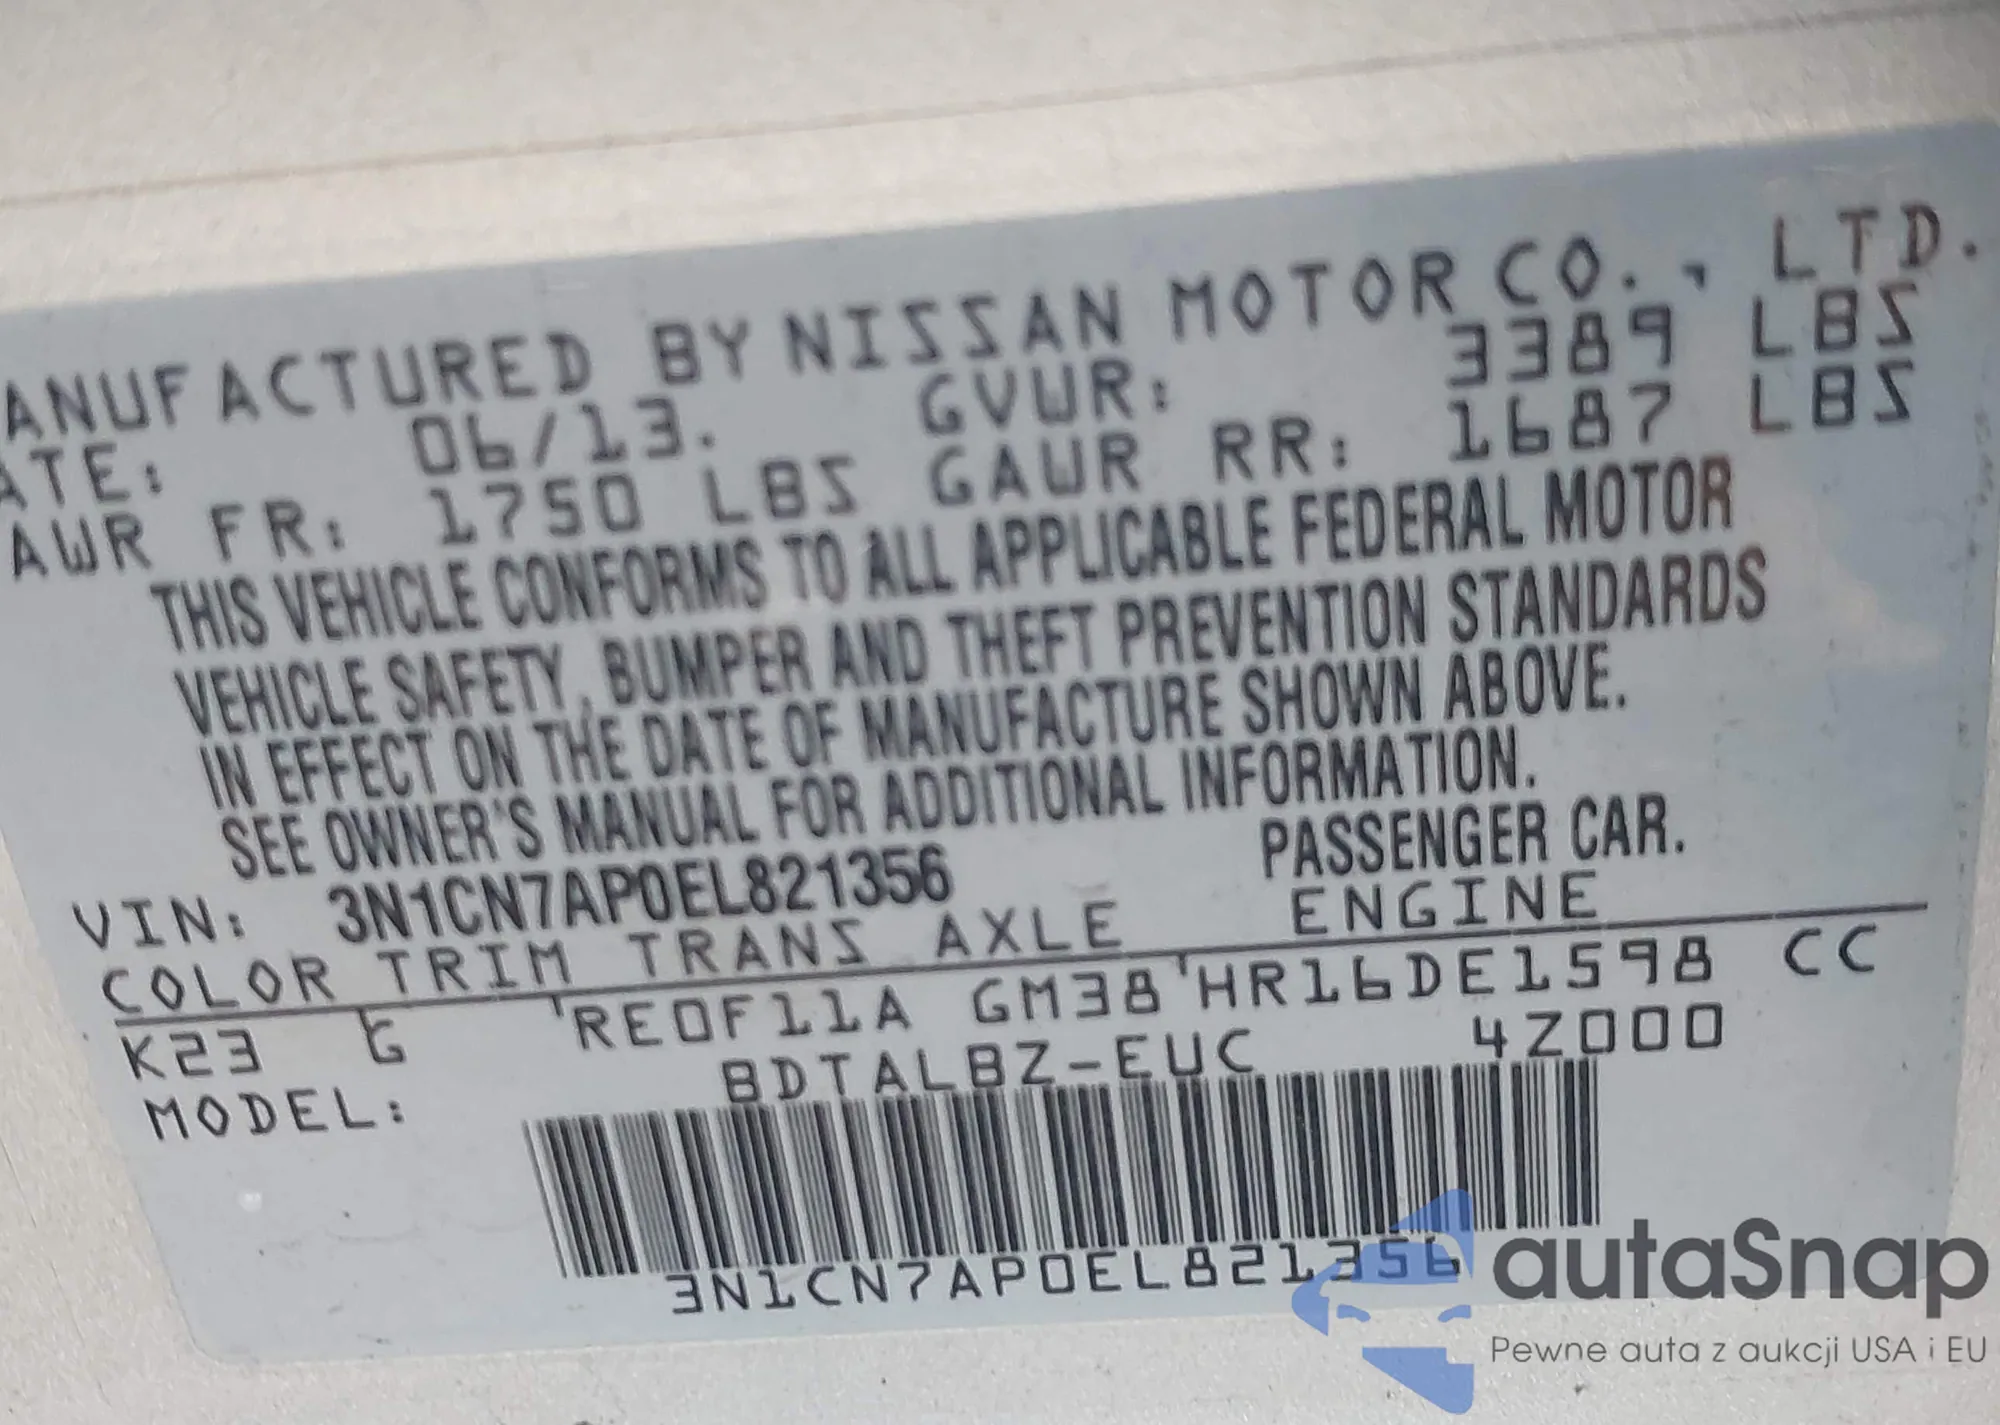 ANUFACTURED BY NISSAN MOTOR CO., LTD.
ATE: 06/13. GVWR: 3389 LBS
AWR FR: 1750 LBS GAWR RR: 1687 LBS
THIS VEHICLE CONFORMS TO ALL APPLICABLE FEDERAL MOTOR
VEHICLE SAFETY, BUMPER AND THEFT PREVENTION STANDARDS
IN EFFECT ON THE DATE OF MANUFACTURE SHOWN ABOVE.
SEE OWNER'S MANUAL FOR ADDITIONAL INFORMATION.
VIN: 3N1CN7AP0EL821356 PASSENGER CAR.
COLOR TRIM TRANS AXLE ENGINE
K23 G RE0F11A GM38 HR16DE1598 CC
MODEL: BDTALBZ-EUC 4Z000
3N1CN7AP0EL821356
autaSnap
Pewne auta z aukcji USA i EU